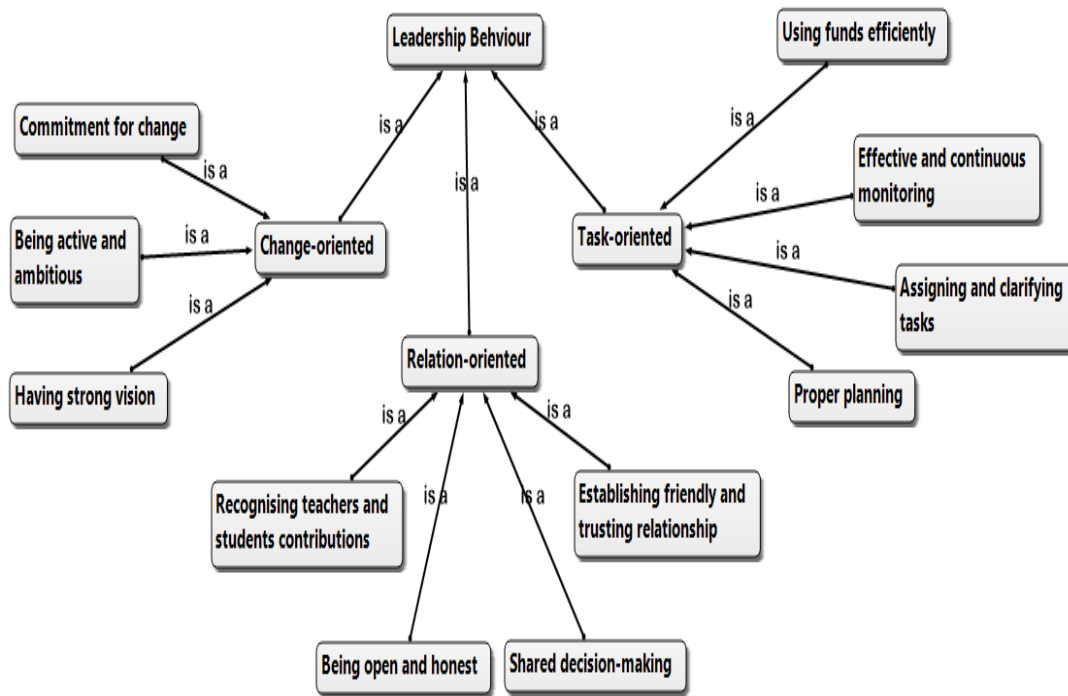 Leadership Behviour
Using funds efficiently
Commitment for change
is a
is a
is a
is a
is a
Effective and continuous
monitoring
is a
Being active and
ambitious
is a
Change-oriented
Task-oriented
is a
Assigning and clarifying
tasks
is a
is a
Having strong vision
Relation-oriented
Proper planning
is a
is a
Recognising teachers and
students contributions
is a
is a
Establishing friendly and
trusting relationship
Being open and honest
Shared decision-making